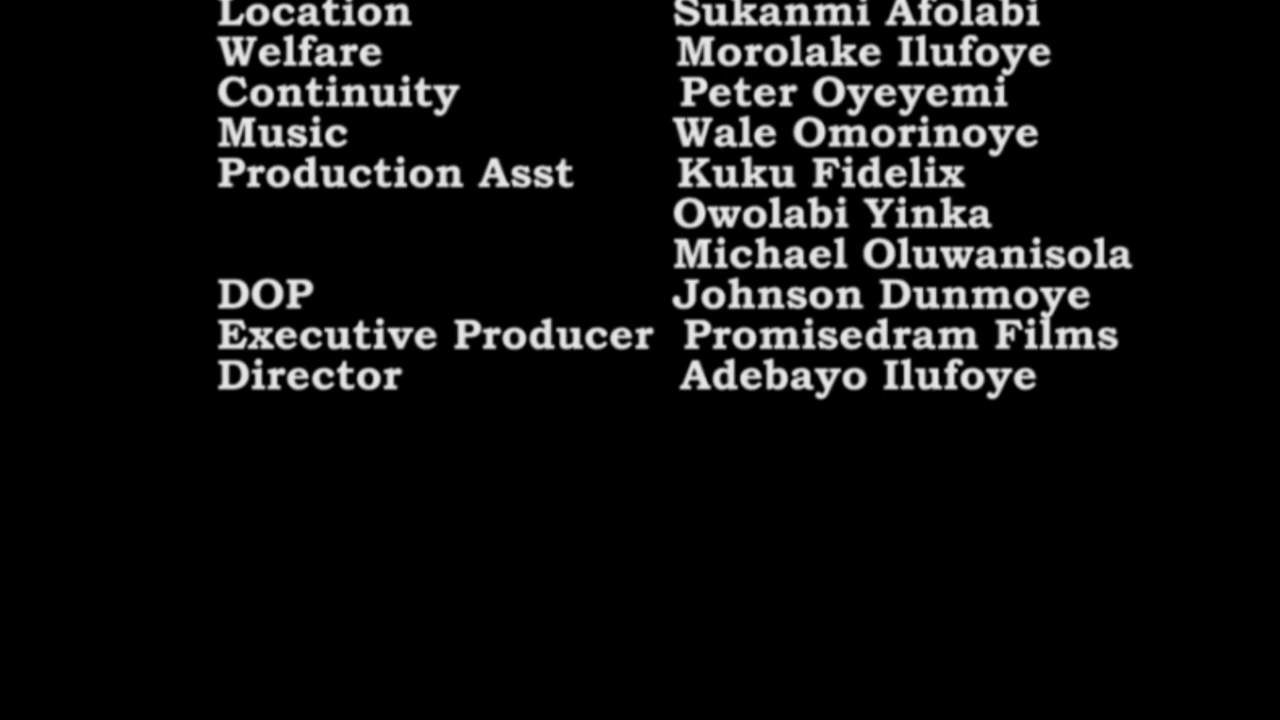 Location Sukanmi Afolabi
Welfare Morolake Ilufoye
Continuity Peter Oyeyemi
Music Wale Omorinoye
Production Asst Kuku Fidelix
Owolabi Yinka
Michael Oluwanisola
DOP Johnson Dunmoye
Executive Producer Promisedram Films
Director Adebayo Ilufoye